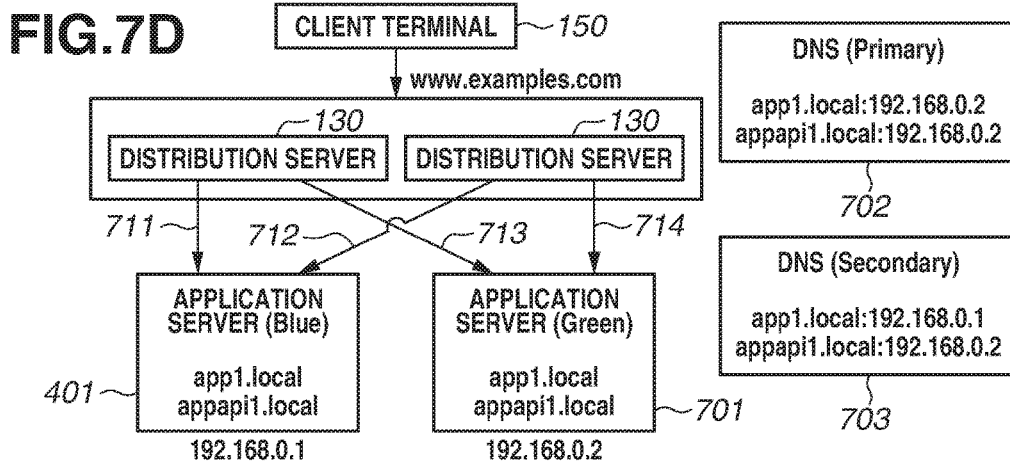 FIG.7D
CLIENT TERMINAL
150
www.examples.com
130
130
DISTRIBUTION SERVER
DISTRIBUTION SERVER
711
712
713
714
APPLICATION
SERVER (Blue)
app1.local
appapi1.local
401
192.168.0.1
APPLICATION
SERVER (Green)
app1.local
appapi1.local
701
192.168.0.2
DNS (Primary)
app1.local:192.168.0.2
appapi1.local:192.168.0.2
702
DNS (Secondary)
app1.local:192.168.0.1
appapi1.local:192.168.0.2
703